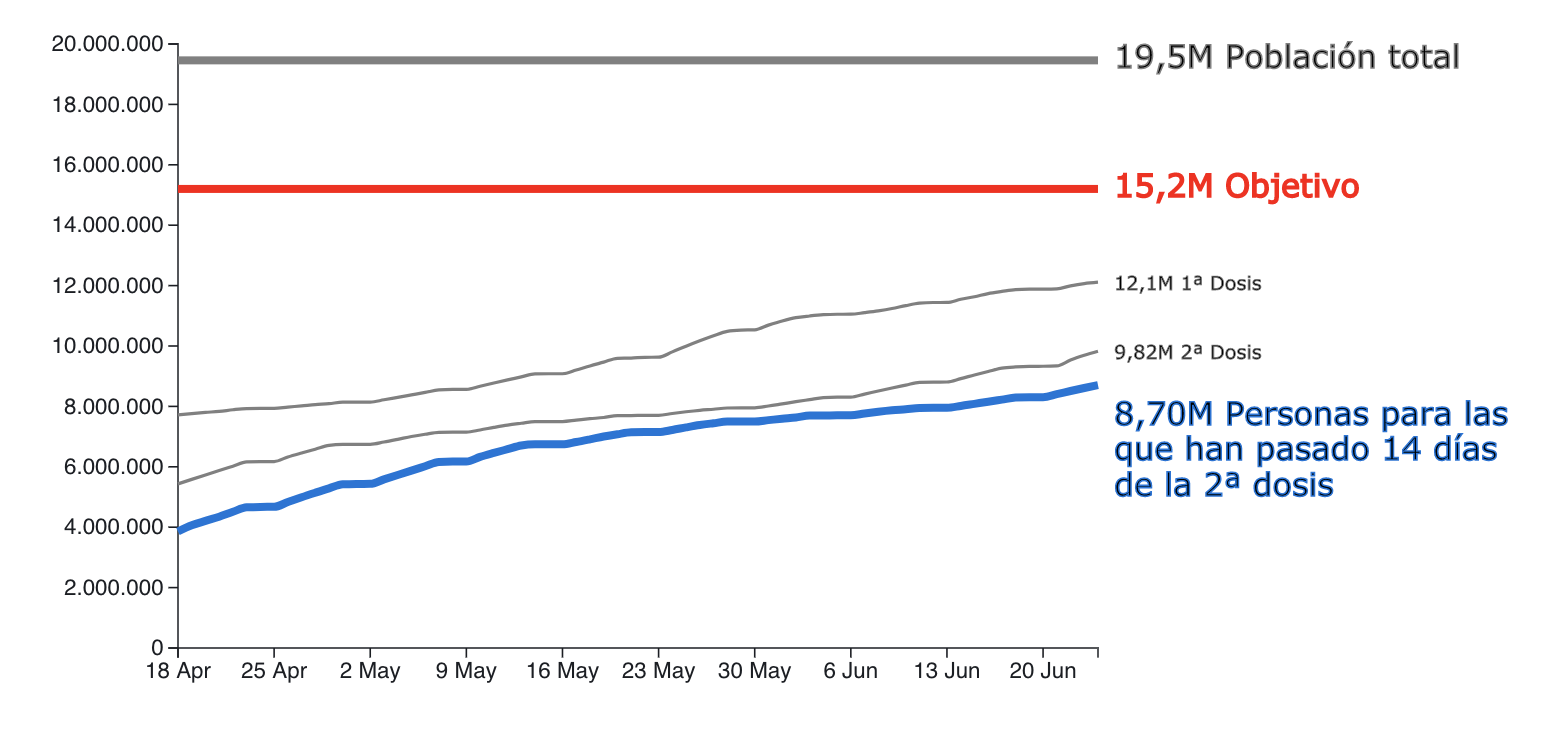 20.000.000
18.000.000
16.000.000
14.000.000
12.000.000
10.000.000
8.000.000
6.000.000
4.000.000
2.000.000
0
18 Apr
25 Apr
2 May
9 May
16 May
23 May
30 May
6 Jun
13 Jun
20 Jun
19,5M Población total
15,2M Objetivo
12,1M 1ª Dosis
9,82M 2ª Dosis
8,70M Personas para las
que han pasado 14 días
de la 2ª dosis